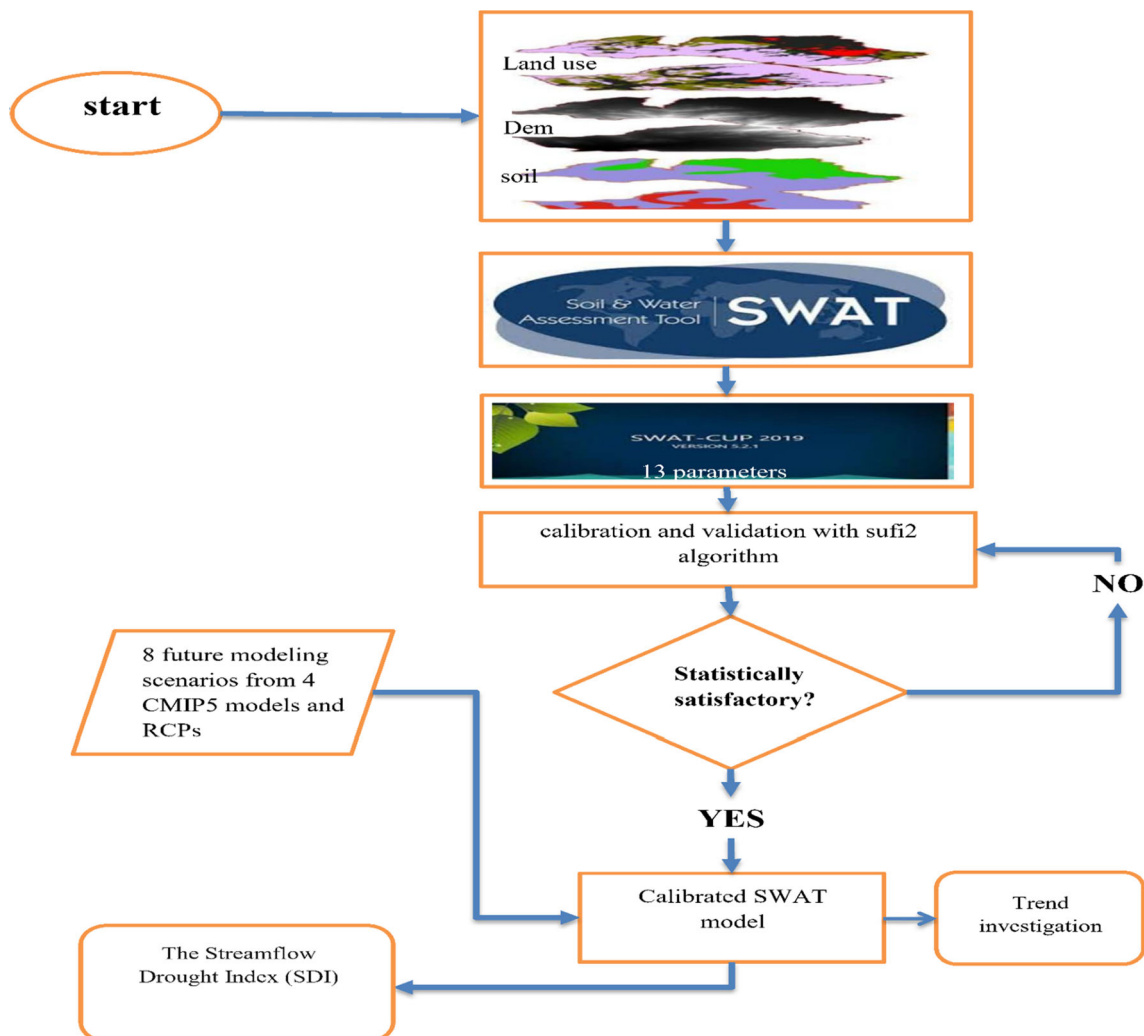 start
Land use
Dem
soil
Soil & Water
Assessment Tool
SWAT
SWAT-CUP 2019
VERSION 5.2.1
13 parameters
calibration and validation with sufi2
algorithm
NO
Statistically
satisfactory?
8 future modeling
scenarios from 4
CMIP5 models and
RCPs
YES
Calibrated SWAT
model
Trend
investigation
The Streamflow
Drought Index (SDI)